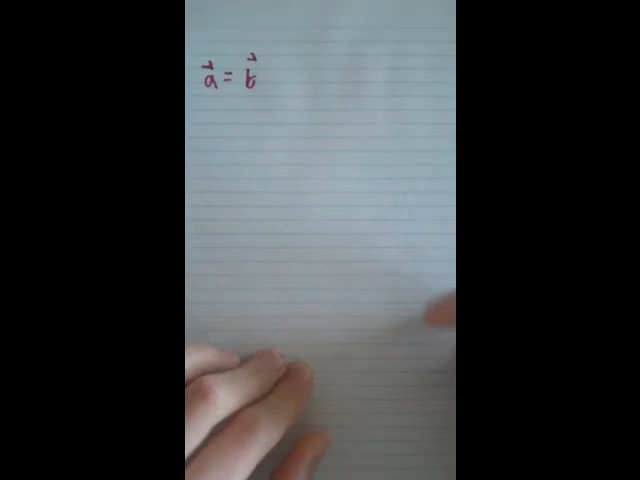 a⃗ = b⃗